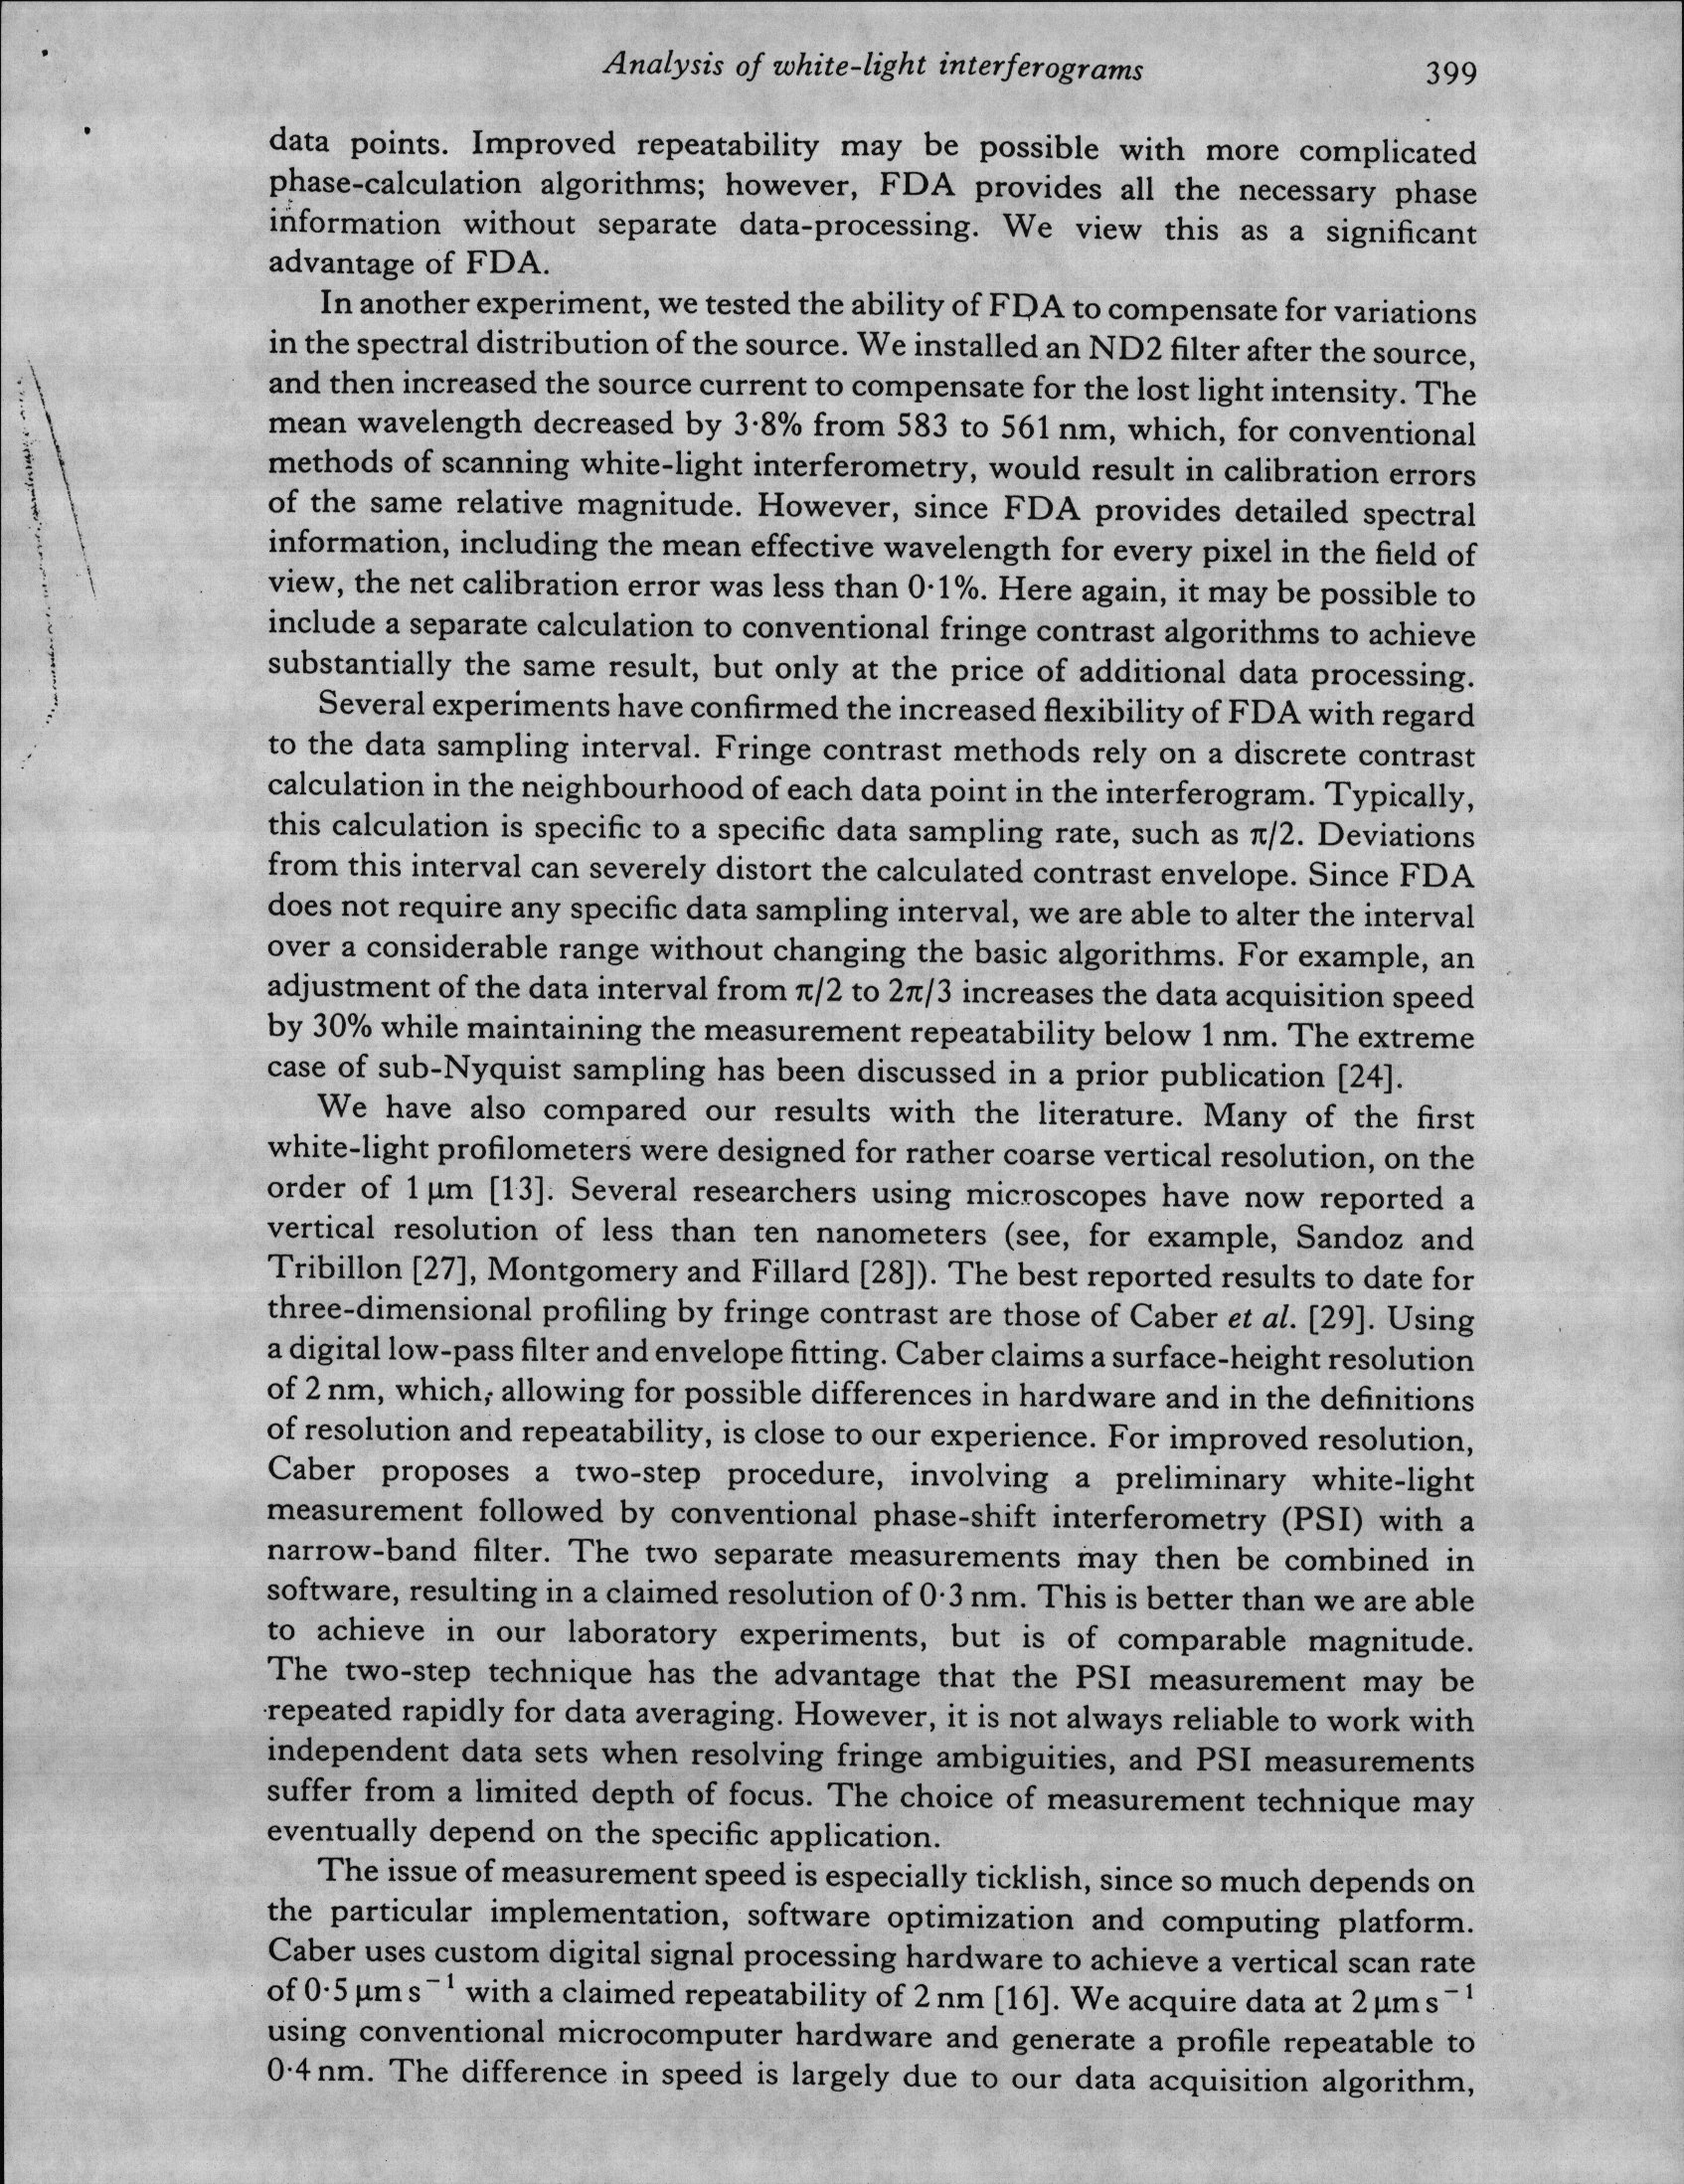 Analysis of white-light interferograms 399
data points. Improved repeatability may be possible with more complicated
phase-calculation algorithms; however, FDA provides all the necessary phase
information without separate data-processing. We view this as a significant
advantage of FDA.
In another experiment, we tested the ability of FDA to compensate for variations
in the spectral distribution of the source. We installed an ND2 filter after the source,
and then increased the source current to compensate for the lost light intensity. The
mean wavelength decreased by 3·8% from 583 to 561 nm, which, for conventional
methods of scanning white-light interferometry, would result in calibration errors
of the same relative magnitude. However, since FDA provides detailed spectral
information, including the mean effective wavelength for every pixel in the field of
view, the net calibration error was less than 0·1%. Here again, it may be possible to
include a separate calculation to conventional fringe contrast algorithms to achieve
substantially the same result, but only at the price of additional data processing.
Several experiments have confirmed the increased flexibility of FDA with regard
to the data sampling interval. Fringe contrast methods rely on a discrete contrast
calculation in the neighbourhood of each data point in the interferogram. Typically,
this calculation is specific to a specific data sampling rate, such as π/2. Deviations
from this interval can severely distort the calculated contrast envelope. Since FDA
does not require any specific data sampling interval, we are able to alter the interval
over a considerable range without changing the basic algorithms. For example, an
adjustment of the data interval from π/2 to 2π/3 increases the data acquisition speed
by 30% while maintaining the measurement repeatability below 1 nm. The extreme
case of sub-Nyquist sampling has been discussed in a prior publication [24].
We have also compared our results with the literature. Many of the first
white-light profilometers were designed for rather coarse vertical resolution, on the
order of 1 μm [13]. Several researchers using microscopes have now reported a
vertical resolution of less than ten nanometers (see, for example, Sandoz and
Tribillon [27], Montgomery and Fillard [28]). The best reported results to date for
three-dimensional profiling by fringe contrast are those of Caber et al. [29]. Using
a digital low-pass filter and envelope fitting. Caber claims a surface-height resolution
of 2 nm, which, allowing for possible differences in hardware and in the definitions
of resolution and repeatability, is close to our experience. For improved resolution,
Caber proposes a two-step procedure, involving a preliminary white-light
measurement followed by conventional phase-shift interferometry (PSI) with a
narrow-band filter. The two separate measurements may then be combined in
software, resulting in a claimed resolution of 0·3 nm. This is better than we are able
to achieve in our laboratory experiments, but is of comparable magnitude.
The two-step technique has the advantage that the PSI measurement may be
repeated rapidly for data averaging. However, it is not always reliable to work with
independent data sets when resolving fringe ambiguities, and PSI measurements
suffer from a limited depth of focus. The choice of measurement technique may
eventually depend on the specific application.
The issue of measurement speed is especially ticklish, since so much depends on
the particular implementation, software optimization and computing platform.
Caber uses custom digital signal processing hardware to achieve a vertical scan rate
of 0·5 μm s⁻¹ with a claimed repeatability of 2 nm [16]. We acquire data at 2 μm s⁻¹
using conventional microcomputer hardware and generate a profile repeatable to
0·4 nm. The difference in speed is largely due to our data acquisition algorithm,